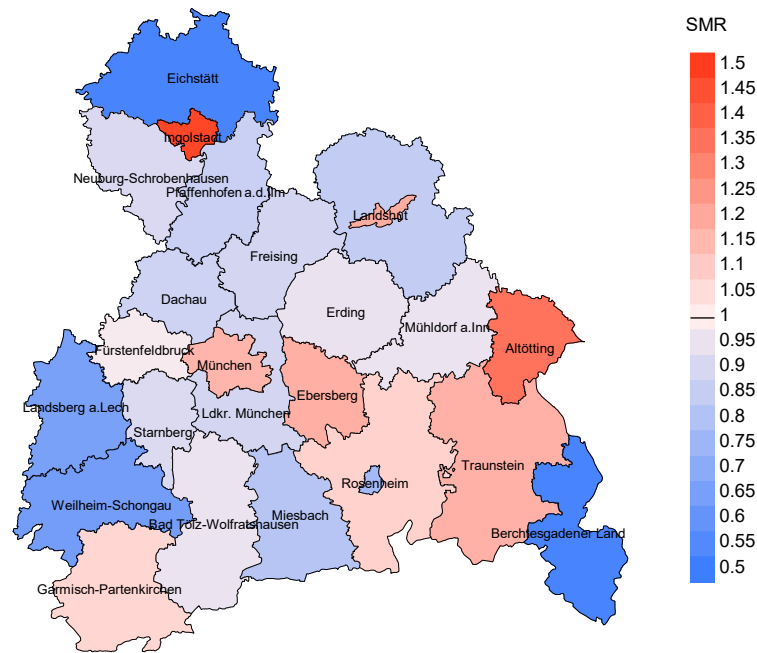 SMR
1.5
1.45
1.4
1.35
1.3
1.25
1.2
1.15
1.1
1.05
1
0.95
0.9
0.85
0.8
0.75
0.7
0.65
0.6
0.55
0.5
Eichstätt
Ingolstadt
Neuburg-Schrobenhausen
Pfaffenhofen a.d.Ilm
Landshut
Freising
Dachau
Erding
Mühldorf a.Inn
Fürstenfeldbruck
München
Altötting
Ebersberg
Landsberg a.Lech
Ldkr. München
Starnberg
Traunstein
Rosenheim
Weilheim-Schongau
Miesbach
Bad Tölz-Wolfratshausen
Berchtesgadener Land
Garmisch-Partenkirchen